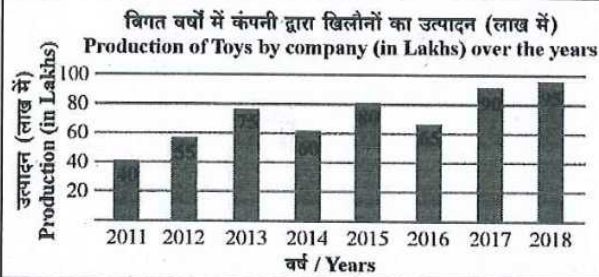 विगत वर्षों में कंपनी द्वारा खिलौनों का उत्पादन (लाख में)
Production of Toys by company (in Lakhs) over the years
उत्पादन (लाख में)
Production (in Lakhs)
100
80
60
40
20
40 55 75 60 80 65 90 95
2011 2012 2013 2014 2015 2016 2017 2018
वर्ष / Years